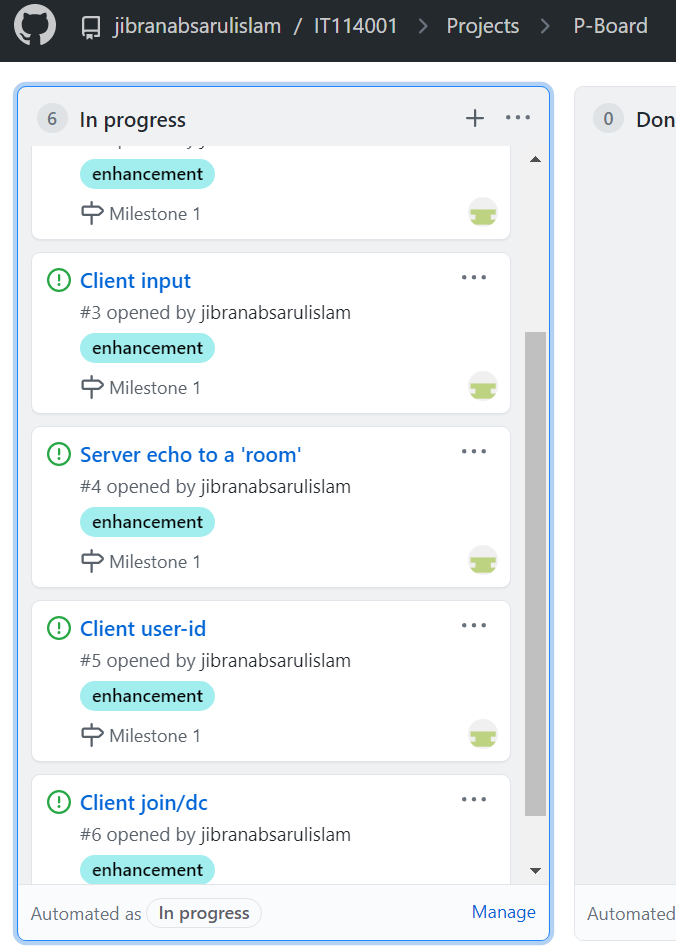 jibranabsarulislam / IT114001 > Projects > P-Board
6 In progress
enhancement
Milestone 1
Client input
#3 opened by jibranabsarulislam
enhancement
Milestone 1
Server echo to a 'room'
#4 opened by jibranabsarulislam
enhancement
Milestone 1
Client user-id
#5 opened by jibranabsarulislam
enhancement
Milestone 1
Client join/dc
#6 opened by jibranabsarulislam
enhancement
Automated as In progress
Manage
0 Don
Automated